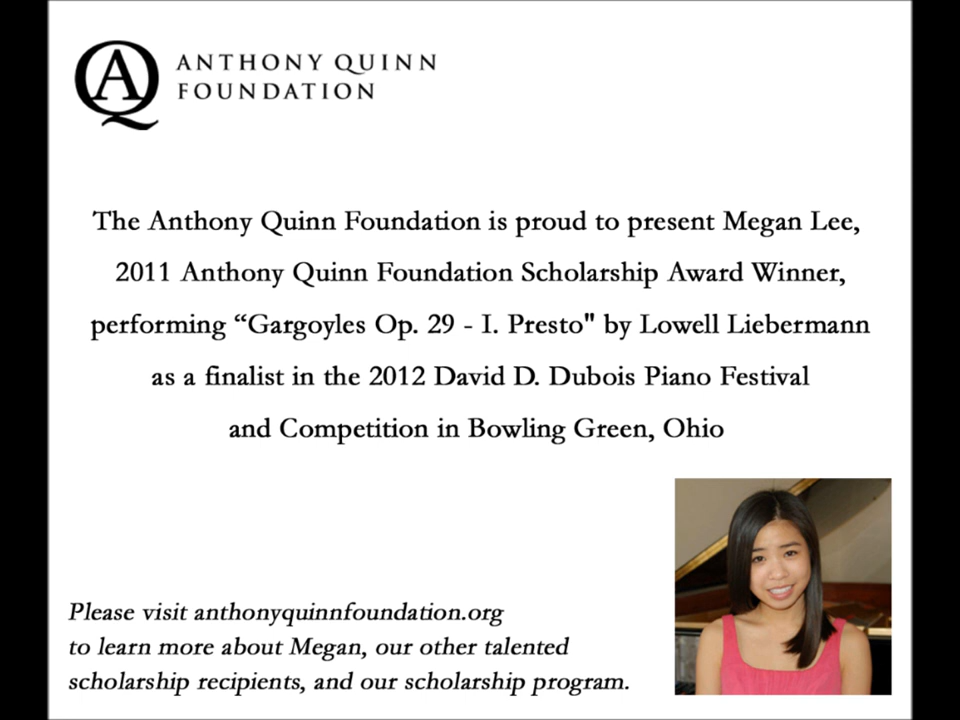 ANTHONY QUINN
FOUNDATION
The Anthony Quinn Foundation is proud to present Megan Lee,
2011 Anthony Quinn Foundation Scholarship Award Winner,
performing “Gargoyles Op. 29 - I. Presto" by Lowell Liebermann
as a finalist in the 2012 David D. Dubois Piano Festival
and Competition in Bowling Green, Ohio
Please visit anthonyquinnfoundation.org
to learn more about Megan, our other talented
scholarship recipients, and our scholarship program.